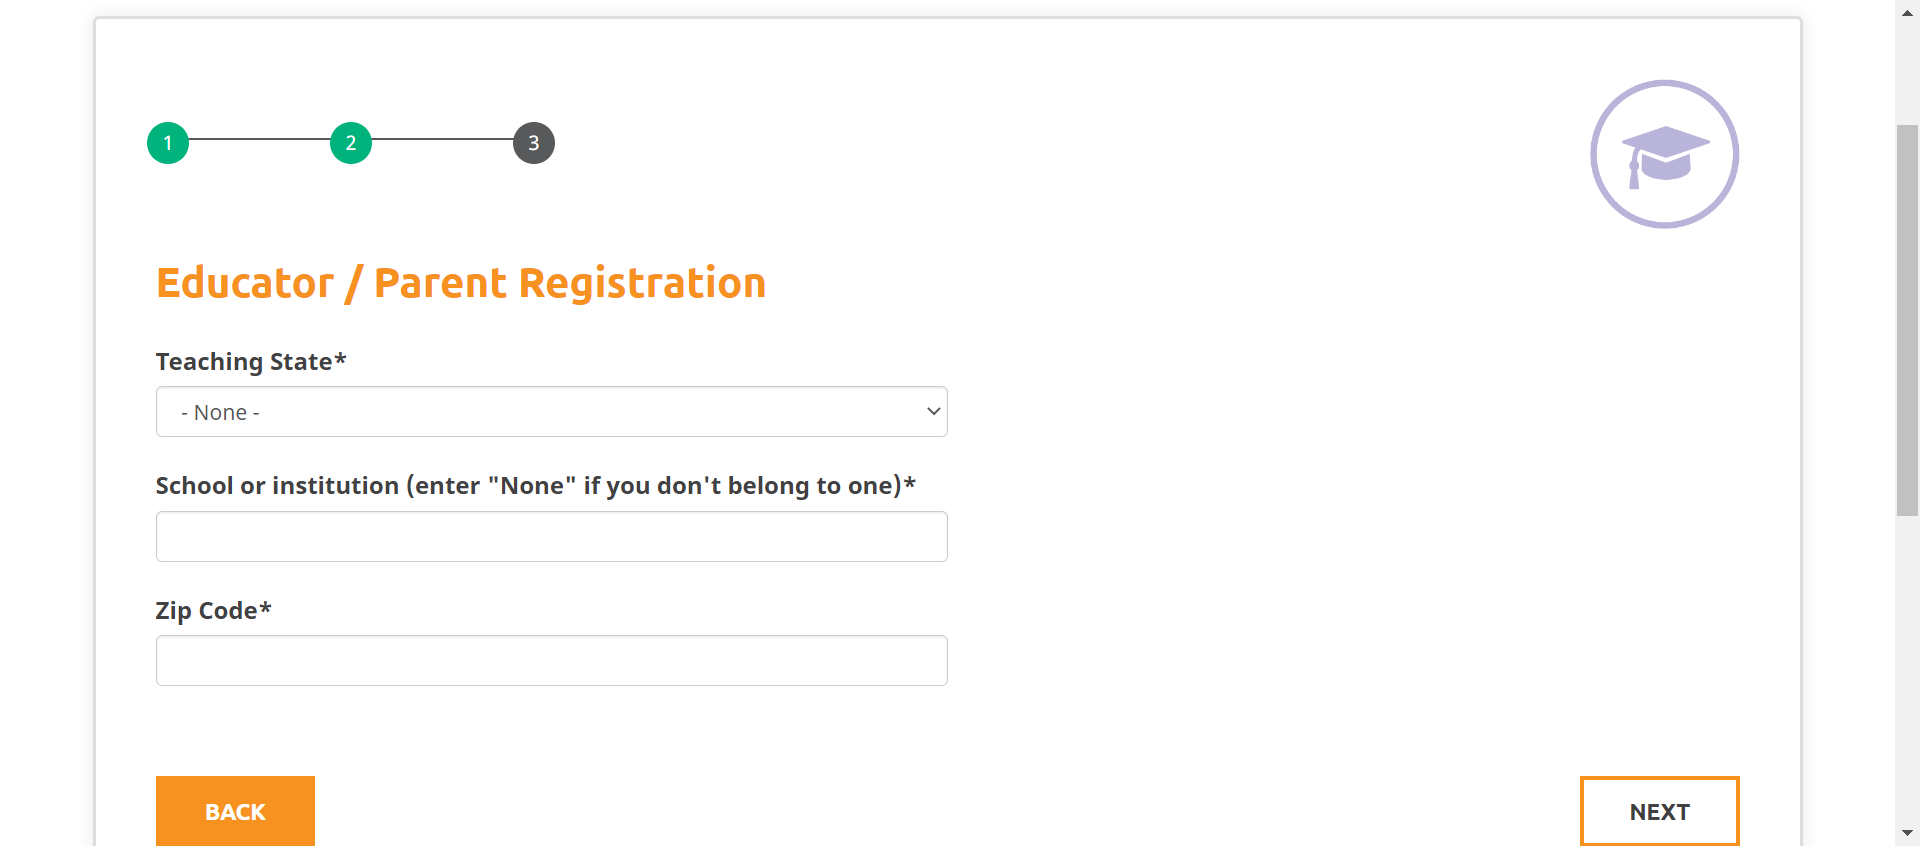 1 2 3
Educator / Parent Registration
Teaching State*
- None -
School or institution (enter "None" if you don't belong to one)*
Zip Code*
BACK NEXT